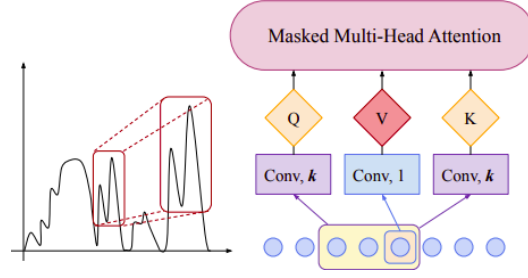 Masked Multi-Head Attention
Q V K
Conv, k Conv, 1 Conv, k